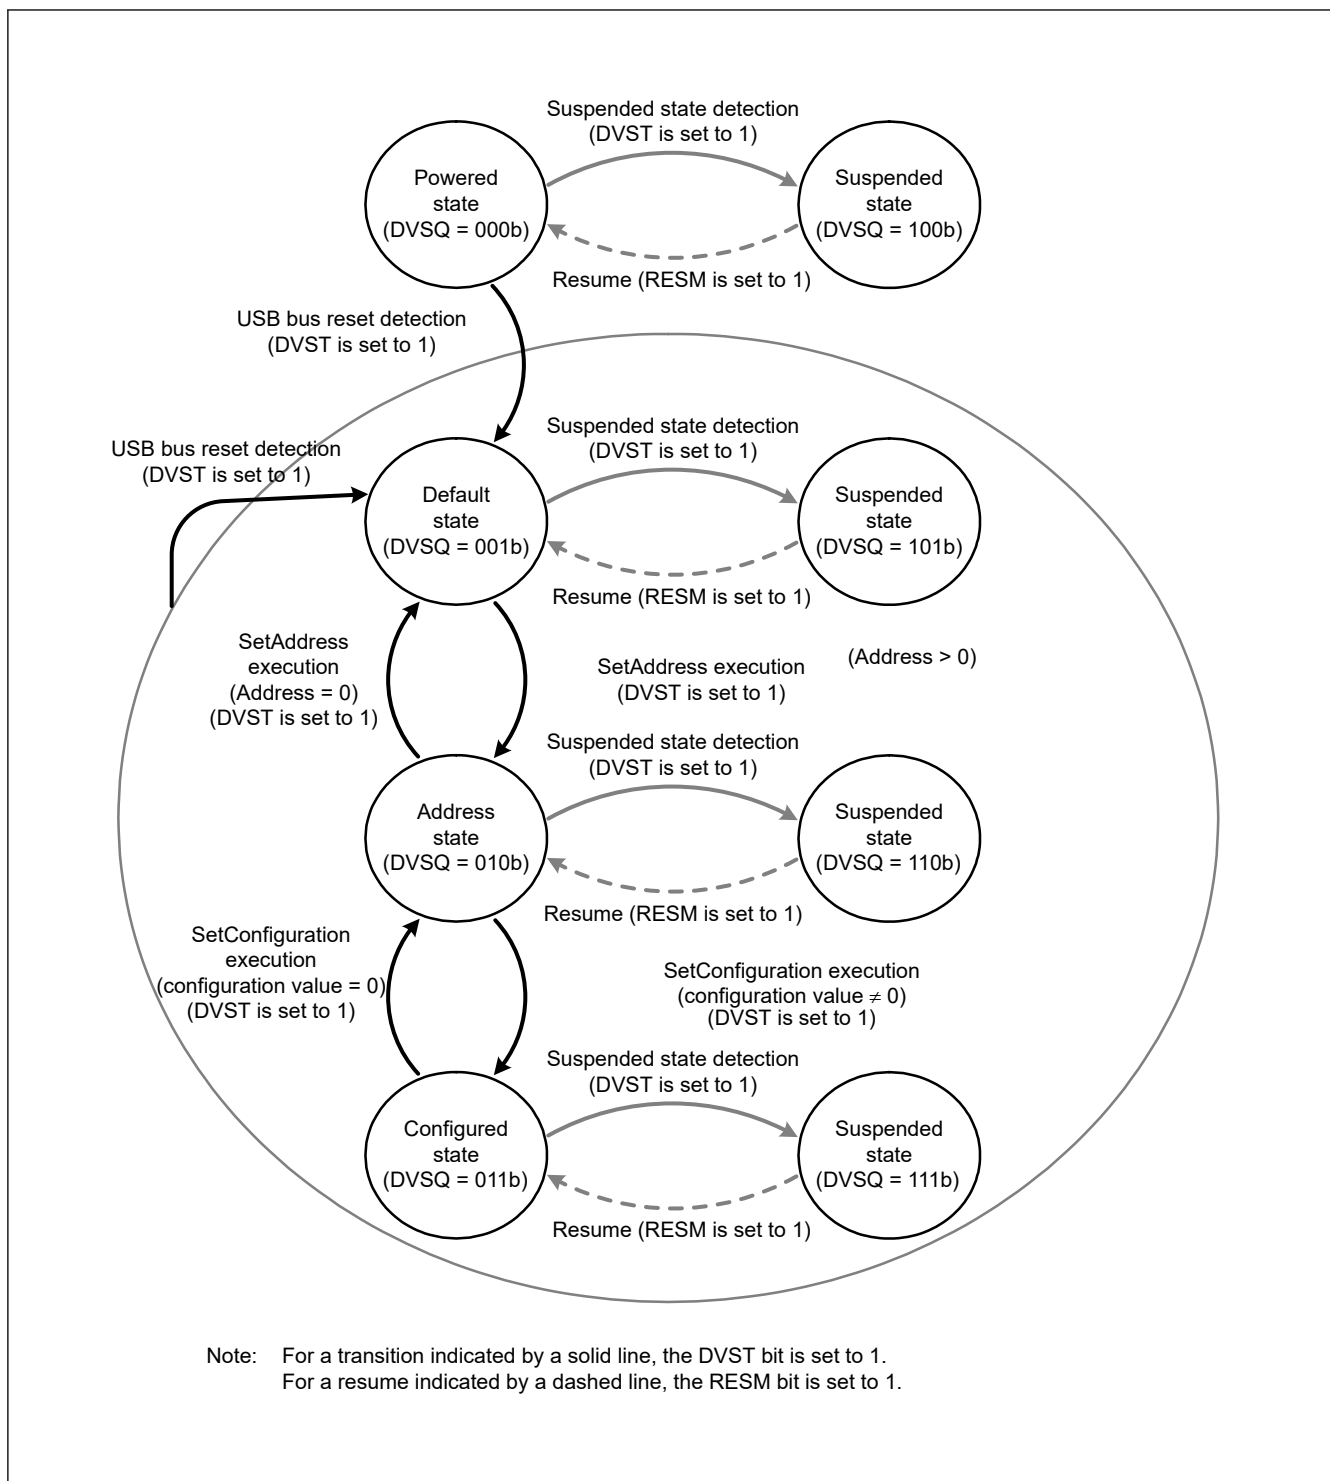 Suspended state detection
(DVST is set to 1)
Powered
state
(DVSQ = 000b)
Suspended
state
(DVSQ = 100b)
Resume (RESM is set to 1)
USB bus reset detection
(DVST is set to 1)
USB bus reset detection
(DVST is set to 1)
Suspended state detection
(DVST is set to 1)
Default
state
(DVSQ = 001b)
Suspended
state
(DVSQ = 101b)
Resume (RESM is set to 1)
SetAddress
execution
(Address = 0)
(DVST is set to 1)
SetAddress execution
(DVST is set to 1)
(Address > 0)
Suspended state detection
(DVST is set to 1)
Address
state
(DVSQ = 010b)
Suspended
state
(DVSQ = 110b)
Resume (RESM is set to 1)
SetConfiguration
execution
(configuration value = 0)
(DVST is set to 1)
SetConfiguration execution
(configuration value ≠ 0)
(DVST is set to 1)
Suspended state detection
(DVST is set to 1)
Configured
state
(DVSQ = 011b)
Suspended
state
(DVSQ = 111b)
Resume (RESM is set to 1)
Note: For a transition indicated by a solid line, the DVST bit is set to 1.
For a resume indicated by a dashed line, the RESM bit is set to 1.